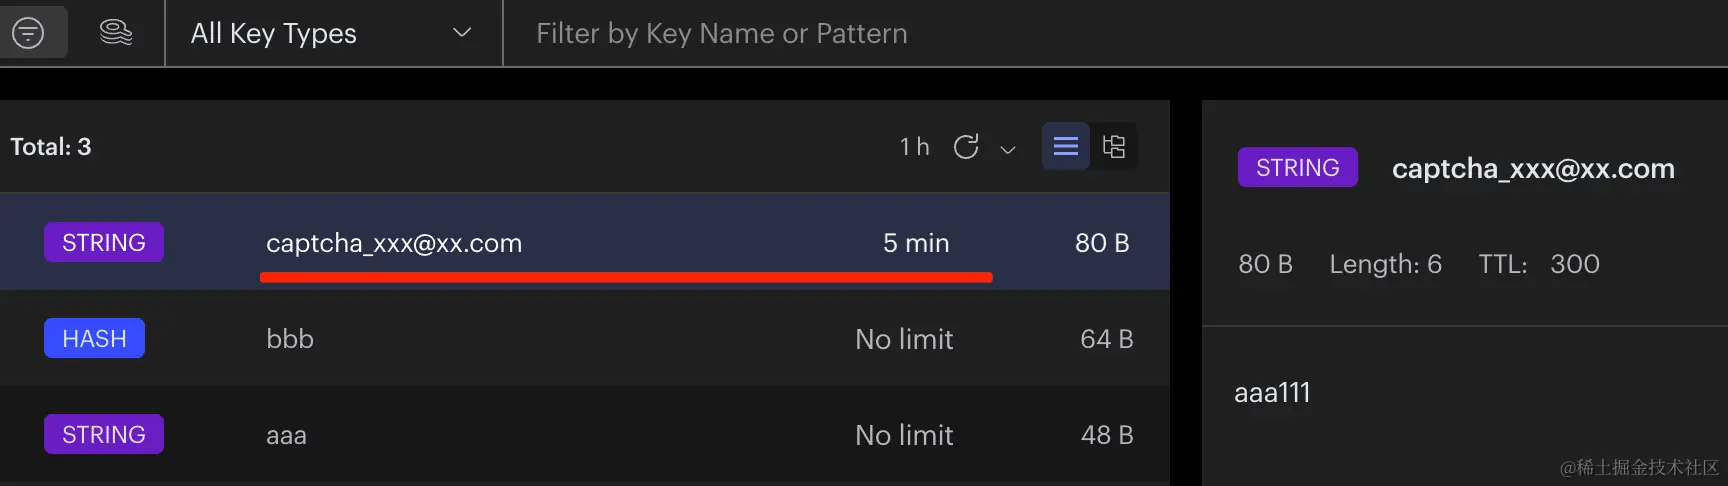 All Key Types Filter by Key Name or Pattern
Total: 3 1 h
STRING captcha_xxx@xx.com 5 min 80 B
HASH bbb No limit 64 B
STRING aaa No limit 48 B
STRING captcha_xxx@xx.com
80 B Length: 6 TTL: 300
aaa111
@稀土掘金技术社区